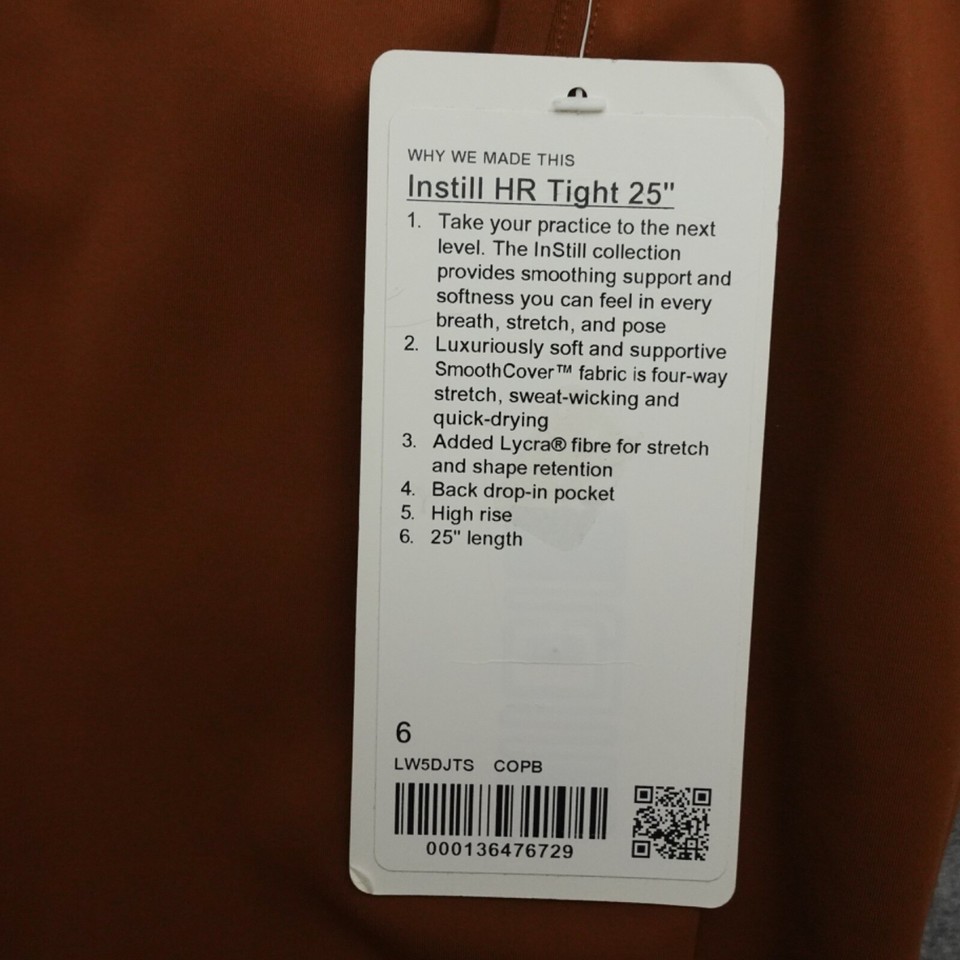 WHY WE MADE THIS
Instill HR Tight 25"
1. Take your practice to the next
level. The InStill collection
provides smoothing support and
softness you can feel in every
breath, stretch, and pose
2. Luxuriously soft and supportive
SmoothCover™ fabric is four-way
stretch, sweat-wicking and
quick-drying
3. Added Lycra® fibre for stretch
and shape retention
4. Back drop-in pocket
5. High rise
6. 25" length
6
LW5DJTS COPB
000136476729